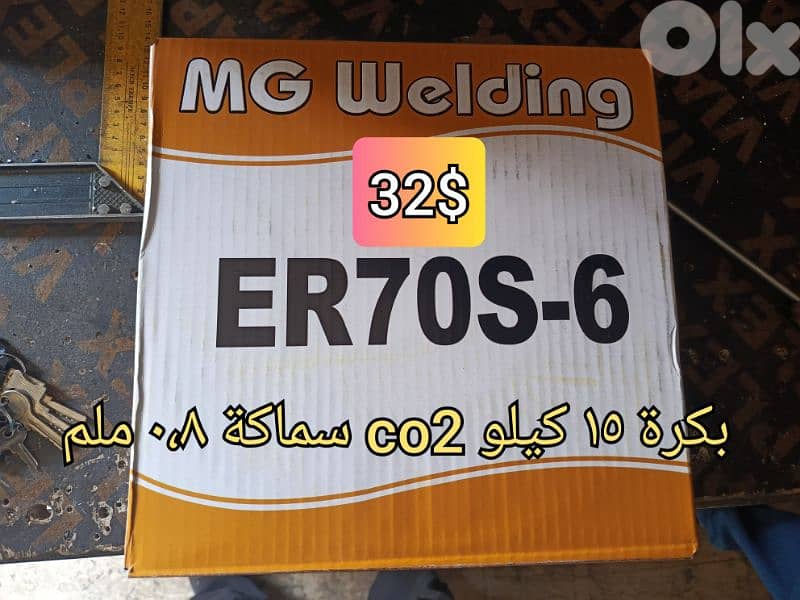 Olx
MG Welding
32$
ER70S-6
بكرة ١٥ كيلو co2 سماكة ٠،٨ ملم